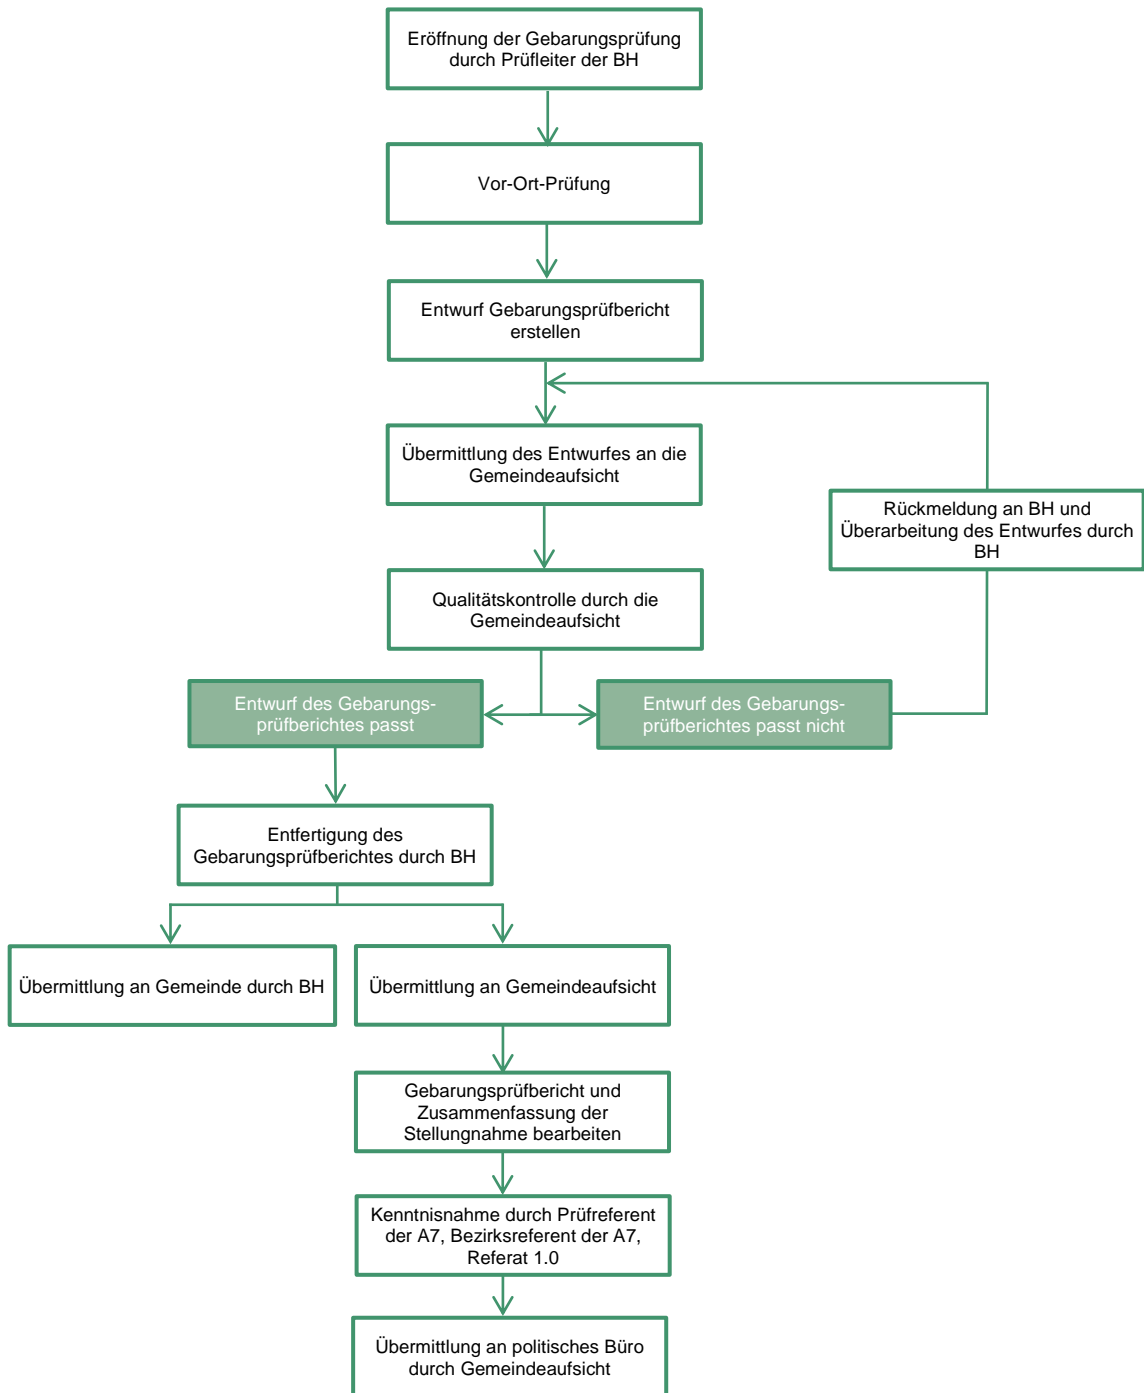 Eröffnung der Gebarungsprüfung
durch Prüfleiter der BH
Vor-Ort-Prüfung
Entwurf Gebarungsprüfbericht
erstellen
Übermittlung des Entwurfes an die
Gemeindeaufsicht
Rückmeldung an BH und
Überarbeitung des Entwurfes durch
BH
Qualitätskontrolle durch die
Gemeindeaufsicht
Entwurf des Gebarungs-
prüfberichtes passt
Entwurf des Gebarungs-
prüfberichtes passt nicht
Entfertigung des
Gebarungsprüfberichtes durch BH
Übermittlung an Gemeinde durch BH
Übermittlung an Gemeindeaufsicht
Gebarungsprüfbericht und
Zusammenfassung der
Stellungnahme bearbeiten
Kenntnisnahme durch Prüfreferent
der A7, Bezirksreferent der A7,
Referat 1.0
Übermittlung an politisches Büro
durch Gemeindeaufsicht